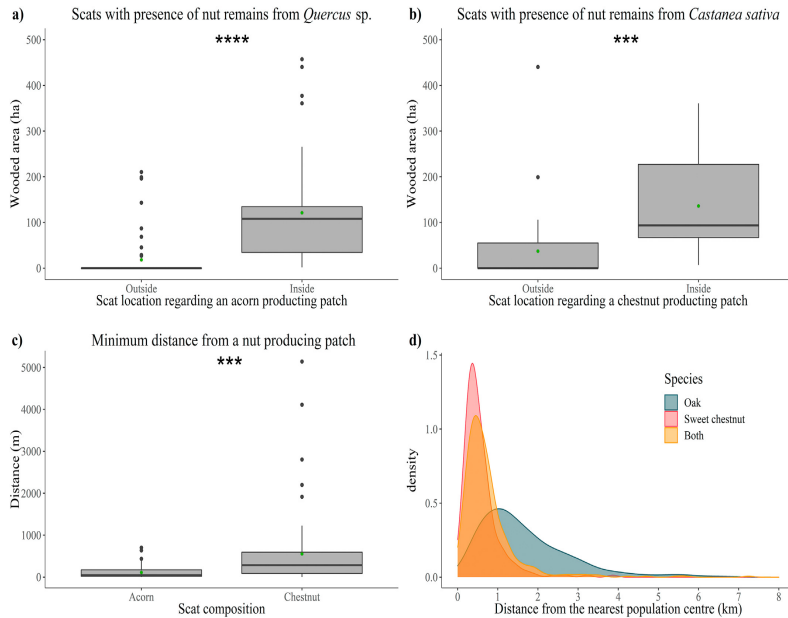 a) Scats with presence of nut remains from Quercus sp.
****
Wooded area (ha)
500
400
300
200
100
0
Outside Inside
Scat location regarding an acorn producting patch
b) Scats with presence of nut remains from Castanea sativa
***
Wooded area (ha)
500
400
300
200
100
0
Outside Inside
Scat location regarding a chestnut producting patch
c) Minimum distance from a nut producing patch
***
Distance (m)
5000
4000
3000
2000
1000
0
Acorn Chestnut
Scat composition
d)
density
1.5
1.0
0.5
0.0
Species
Oak
Sweet chestnut
Both
0 1 2 3 4 5 6 7 8
Distance from the nearest population centre (km)